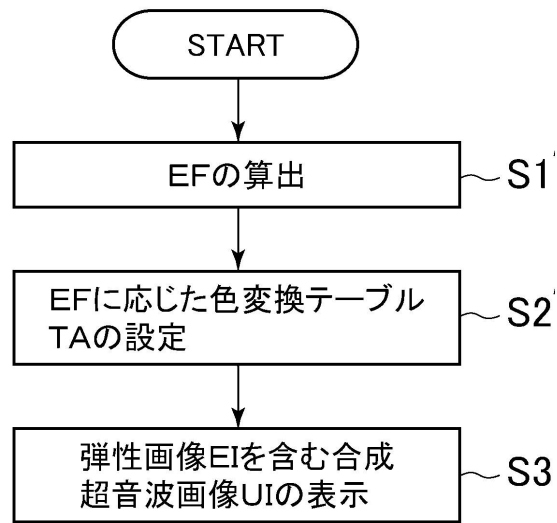 START
EFの算出
S1'
EFに応じた色変換テーブル
TAの設定
S2'
弾性画像EIを含む合成
超音波画像UIの表示
S3